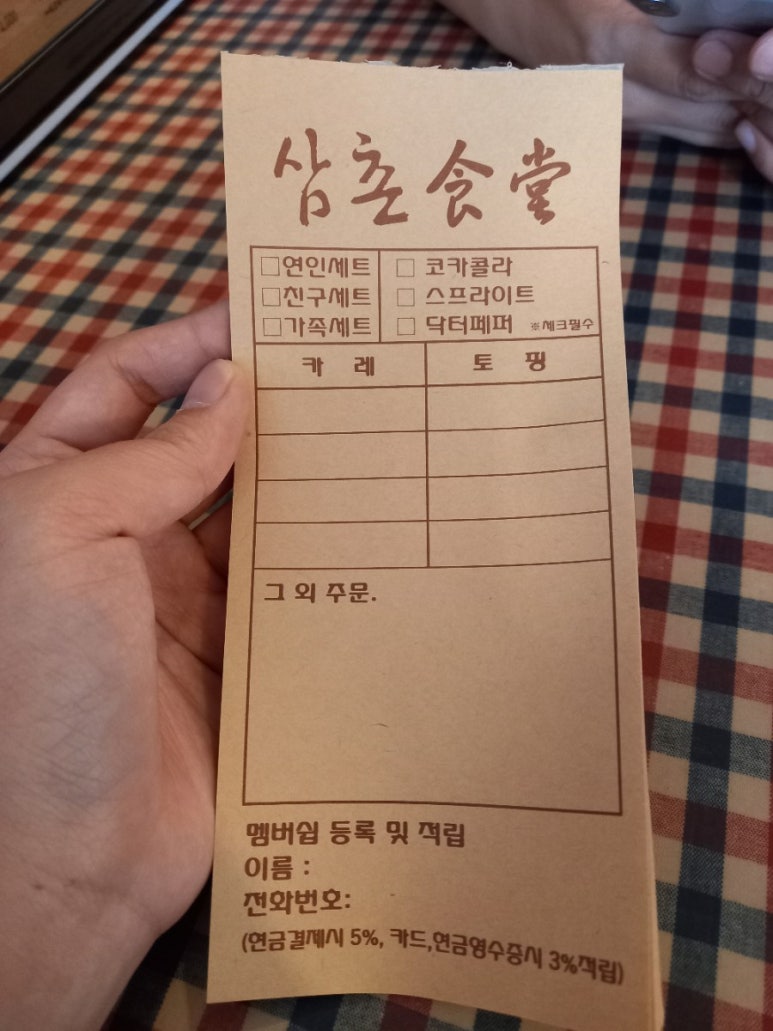 삼촌食堂
□연인세트 □ 코카콜라
□친구세트 □ 스프라이트
□가족세트 □ 닥터페퍼 ※체크필수
카 레 토 핑
그 외 주문.
멤버쉽 등록 및 적립
이름 :
전화번호:
(현금결제시 5%, 카드,현금영수증시 3%적립)